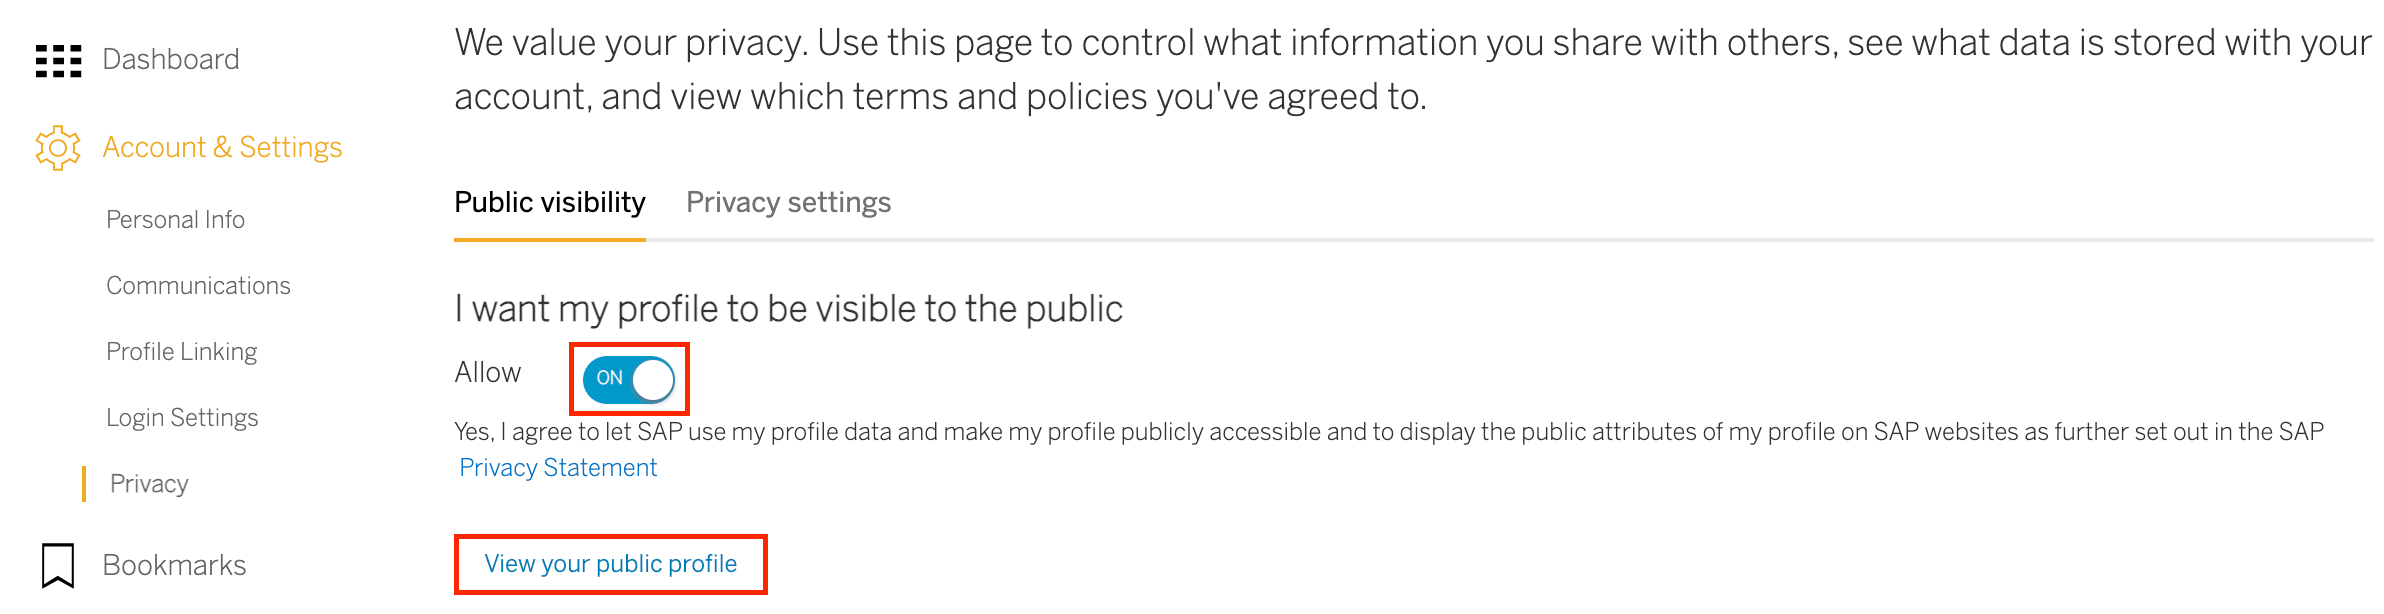 Dashboard
Account & Settings
Personal Info
Communications
Profile Linking
Login Settings
Privacy
Bookmarks
We value your privacy. Use this page to control what information you share with others, see what data is stored with your
account, and view which terms and policies you've agreed to.
Public visibility
Privacy settings
I want my profile to be visible to the public
Allow
ON
Yes, I agree to let SAP use my profile data and make my profile publicly accessible and to display the public attributes of my profile on SAP websites as further set out in the SAP
Privacy Statement
View your public profile